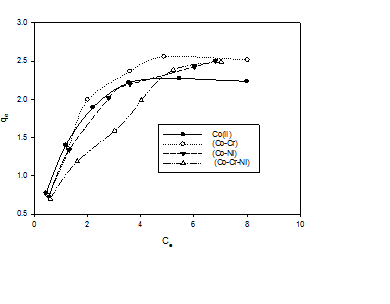 3.0
2.5
2.0
1.5
1.0
0.5
qe
0 2 4 6 8 10
Ce
Co(II)
(Co-Cr)
(Co-Ni)
(Co-Cr-Ni)